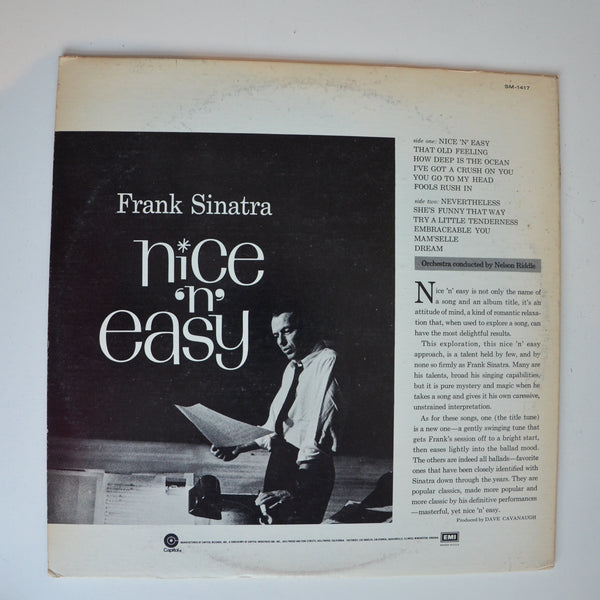 SM-1417
Frank Sinatra
nice
'n'
easy
side one: NICE 'N' EASY
THAT OLD FEELING
HOW DEEP IS THE OCEAN
I'VE GOT A CRUSH ON YOU
YOU GO TO MY HEAD
FOOLS RUSH IN
side two: NEVERTHELESS
SHE'S FUNNY THAT WAY
TRY A LITTLE TENDERNESS
EMBRACEABLE YOU
MAM'SELLE
DREAM
Orchestra conducted by Nelson Riddle
Nice 'n' easy is not only the name of
a song and an album title, it's an
attitude of mind, a kind of romantic relaxa-
tion that, when used to explore a song, can
have the most delightful results.
This exploration, this nice 'n' easy
approach, is a talent held by few, and by
none so firmly as Frank Sinatra. Many are
his talents, broad his singing capabilities,
but it is pure mystery and magic when he
takes a song and gives it his own caressive,
unstrained interpretation.
As for these songs, one (the title tune)
is a new one—a gently swinging tune that
gets Frank's session off to a bright start,
then eases lightly into the ballad mood.
The others are indeed all ballads—favorite
ones that have been closely identified with
Sinatra down through the years. They are
popular classics, made more popular and
more classic by his definitive performances
—masterful, yet nice 'n' easy.
Produced by DAVE CAVANAUGH
Capitol
EMI